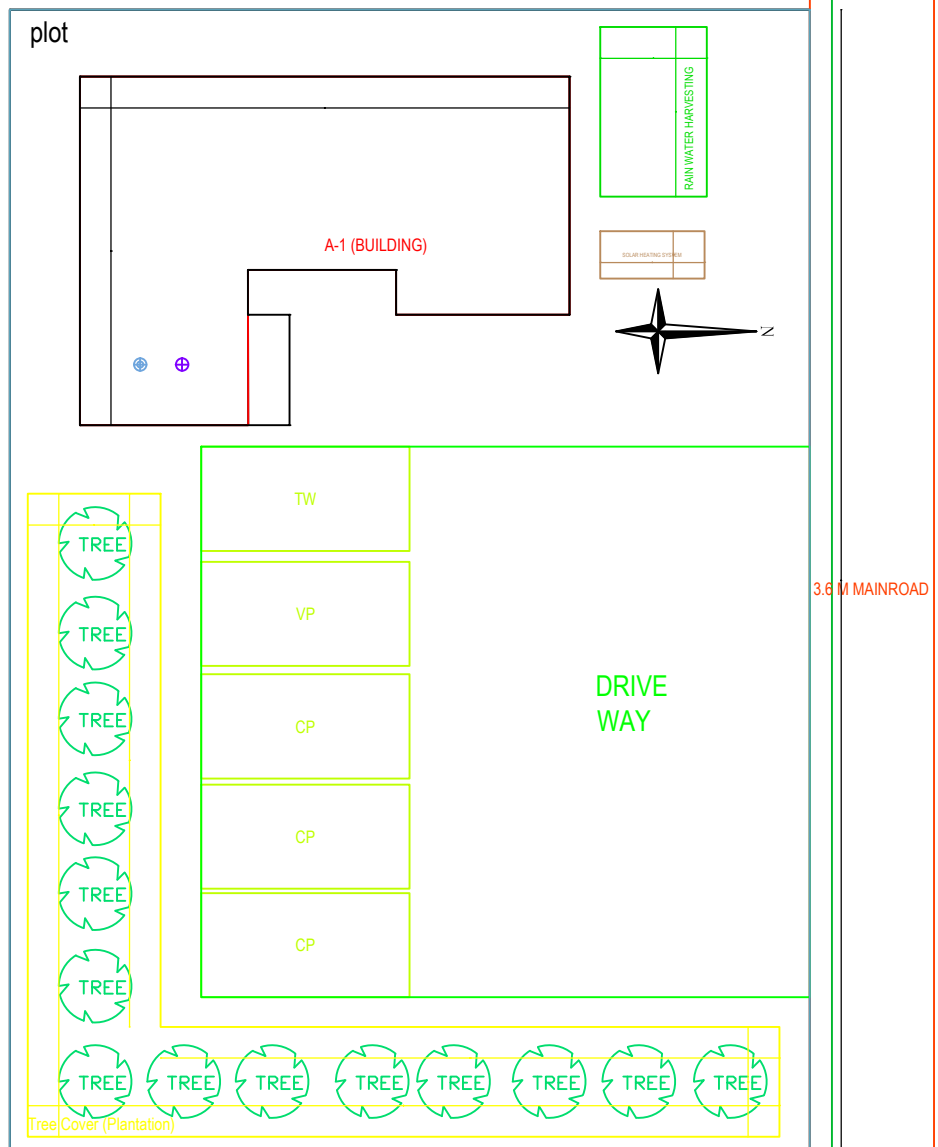 plot
RAIN WATER HARVESTING
A-1 (BUILDING)
SOLAR HEATING SYSTEM
N
TW
TREE
3.6 M MAINROAD
VP
TREE
DRIVE
WAY
TREE
CP
TREE
CP
TREE
CP
TREE
TREE
TREE
TREE
TREE
TREE
TREE
TREE
TREE
Tree Cover (Plantation)